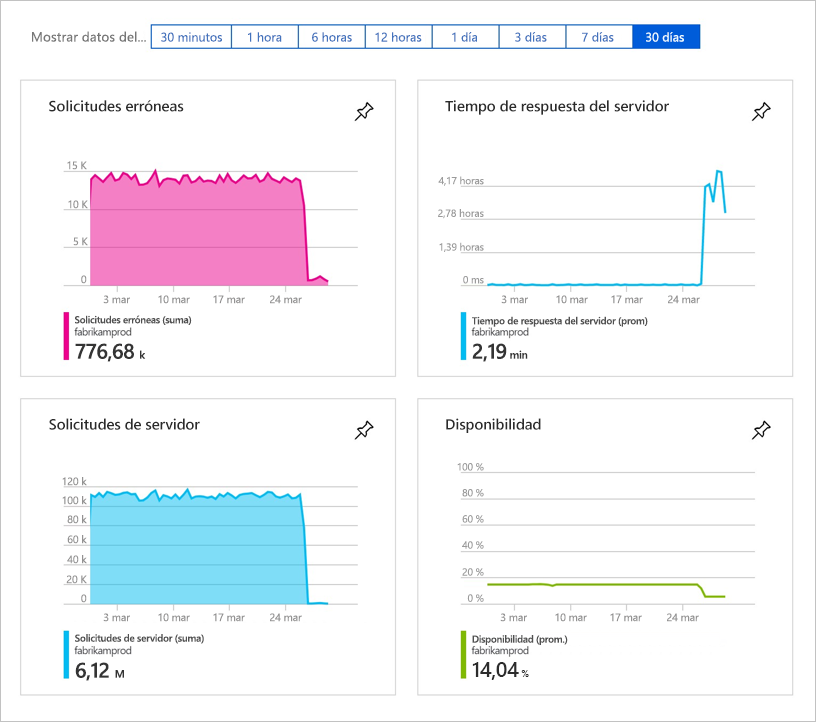 Mostrar datos del... 30 minutos 1 hora 6 horas 12 horas 1 día 3 días 7 días 30 días
Solicitudes erróneas
15 K
10 K
5 K
0
3 mar 10 mar 17 mar 24 mar
Solicitudes erróneas (suma)
fabrikamprod
776,68 k
Tiempo de respuesta del servidor
4,17 horas
2,78 horas
1,39 horas
0 ms
3 mar 10 mar 17 mar 24 mar
Tiempo de respuesta del servidor (prom)
fabrikamprod
2,19 min
Solicitudes de servidor
120 k
100 k
80 k
60 k
40 k
20 K
0
3 mar 10 mar 17 mar 24 mar
Solicitudes de servidor (suma)
fabrikamprod
6,12 M
Disponibilidad
100 %
80 %
60 %
40 %
20 %
0 %
3 mar 10 mar 17 mar 24 mar
Disponibilidad (prom.)
fabrikamprod
14,04 %